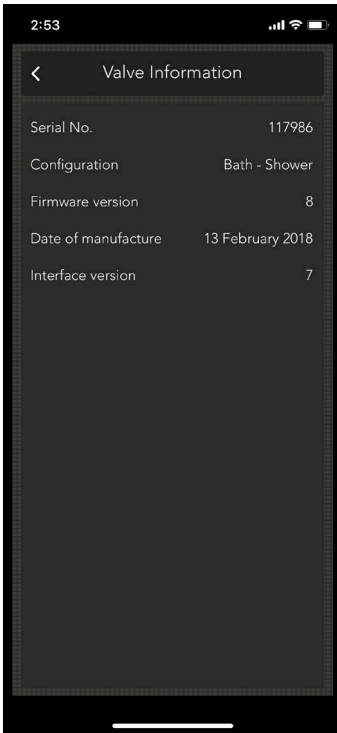 2:53
Valve Information
Serial No. 117986
Configuration Bath - Shower
Firmware version 8
Date of manufacture 13 February 2018
Interface version 7